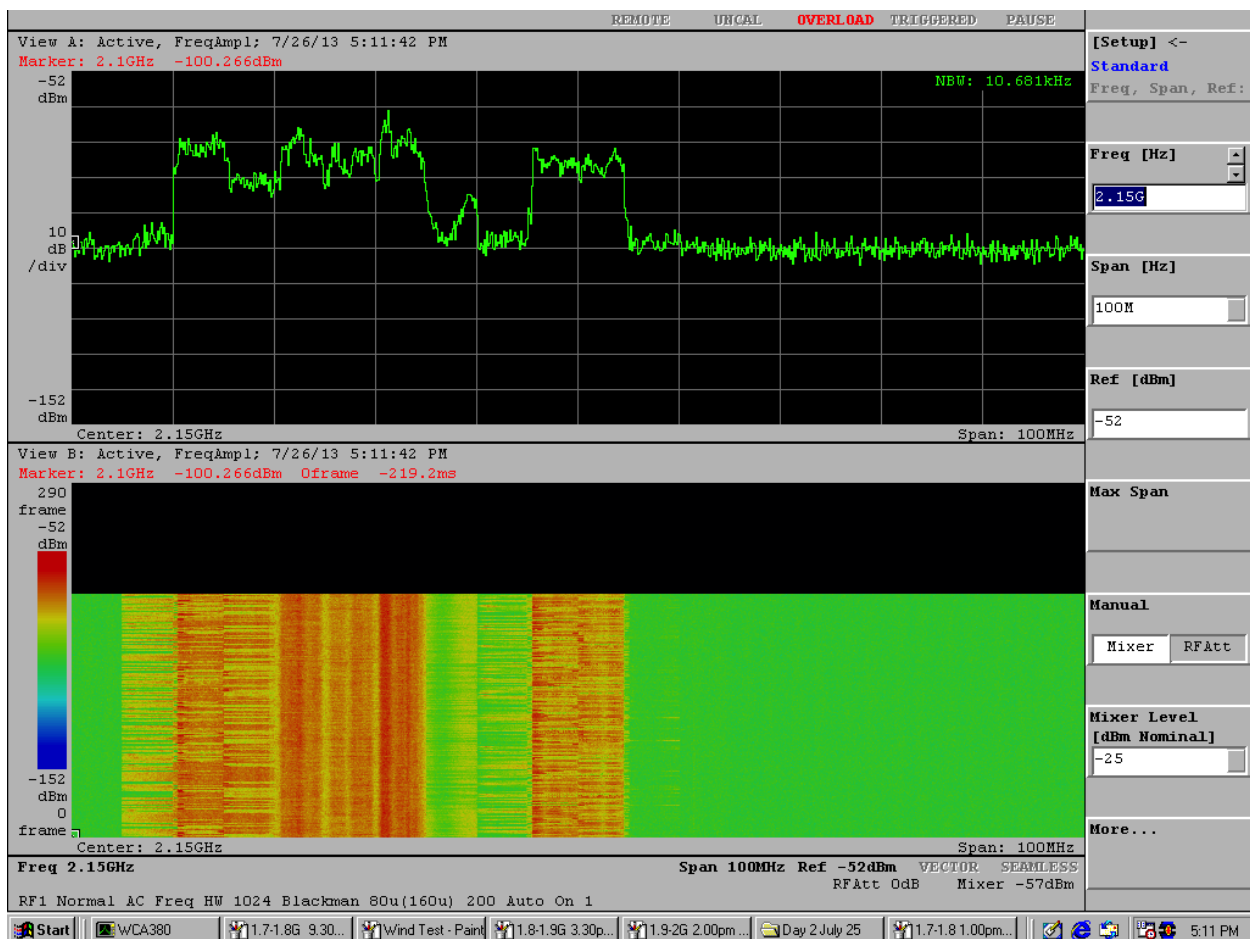 REMOTE UNCAL OVERLOAD TRIGGERED PAUSE
View A: Active, FreqAmpl; 7/26/13 5:11:42 PM
Marker: 2.1GHz -100.266dBm
-52
dBm
NBW: 10.681kHz
10
dB
/div
-152
dBm
Center: 2.15GHz Span: 100MHz
View B: Active, FreqAmpl; 7/26/13 5:11:42 PM
Marker: 2.1GHz -100.266dBm 0frame -219.2ms
290
frame
-52
dBm
-152
dBm
0
frame
Center: 2.15GHz Span: 100MHz
Freq 2.15GHz Span 100MHz Ref -52dBm VECTOR SEAMLESS
RFAtt 0dB Mixer -57dBm
RF1 Normal AC Freq HW 1024 Blackman 80u(160u) 200 Auto On 1
[Setup] <-
Standard
Freq, Span, Ref:
Freq [Hz]
2.15G
Span [Hz]
100M
Ref [dBm]
-52
Max Span
Manual
Mixer RFAtt
Mixer Level
[dBm Nominal]
-25
More...
Start WCA380 1.7-1.8G 9.30... Wind Test - Paint 1.8-1.9G 3.30p... 1.9-2G 2.00pm ... Day 2 July 25 1.7-1.8 1.00pm... 5:11 PM